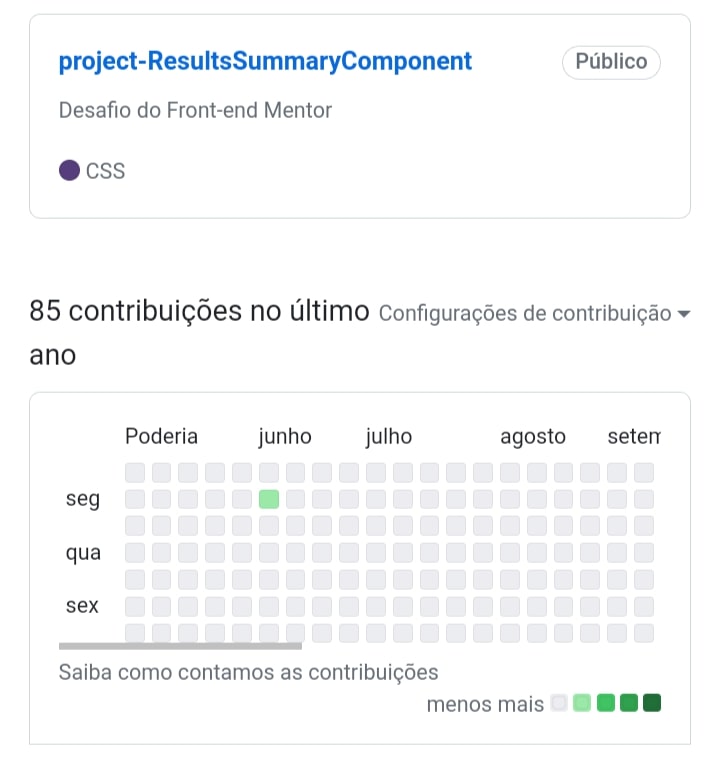 project-ResultsSummaryComponent Público
Desafio do Front-end Mentor
CSS
85 contribuições no último Configurações de contribuição
ano
Poderia junho julho agosto setem
seg
qua
sex
Saiba como contamos as contribuições
menos mais